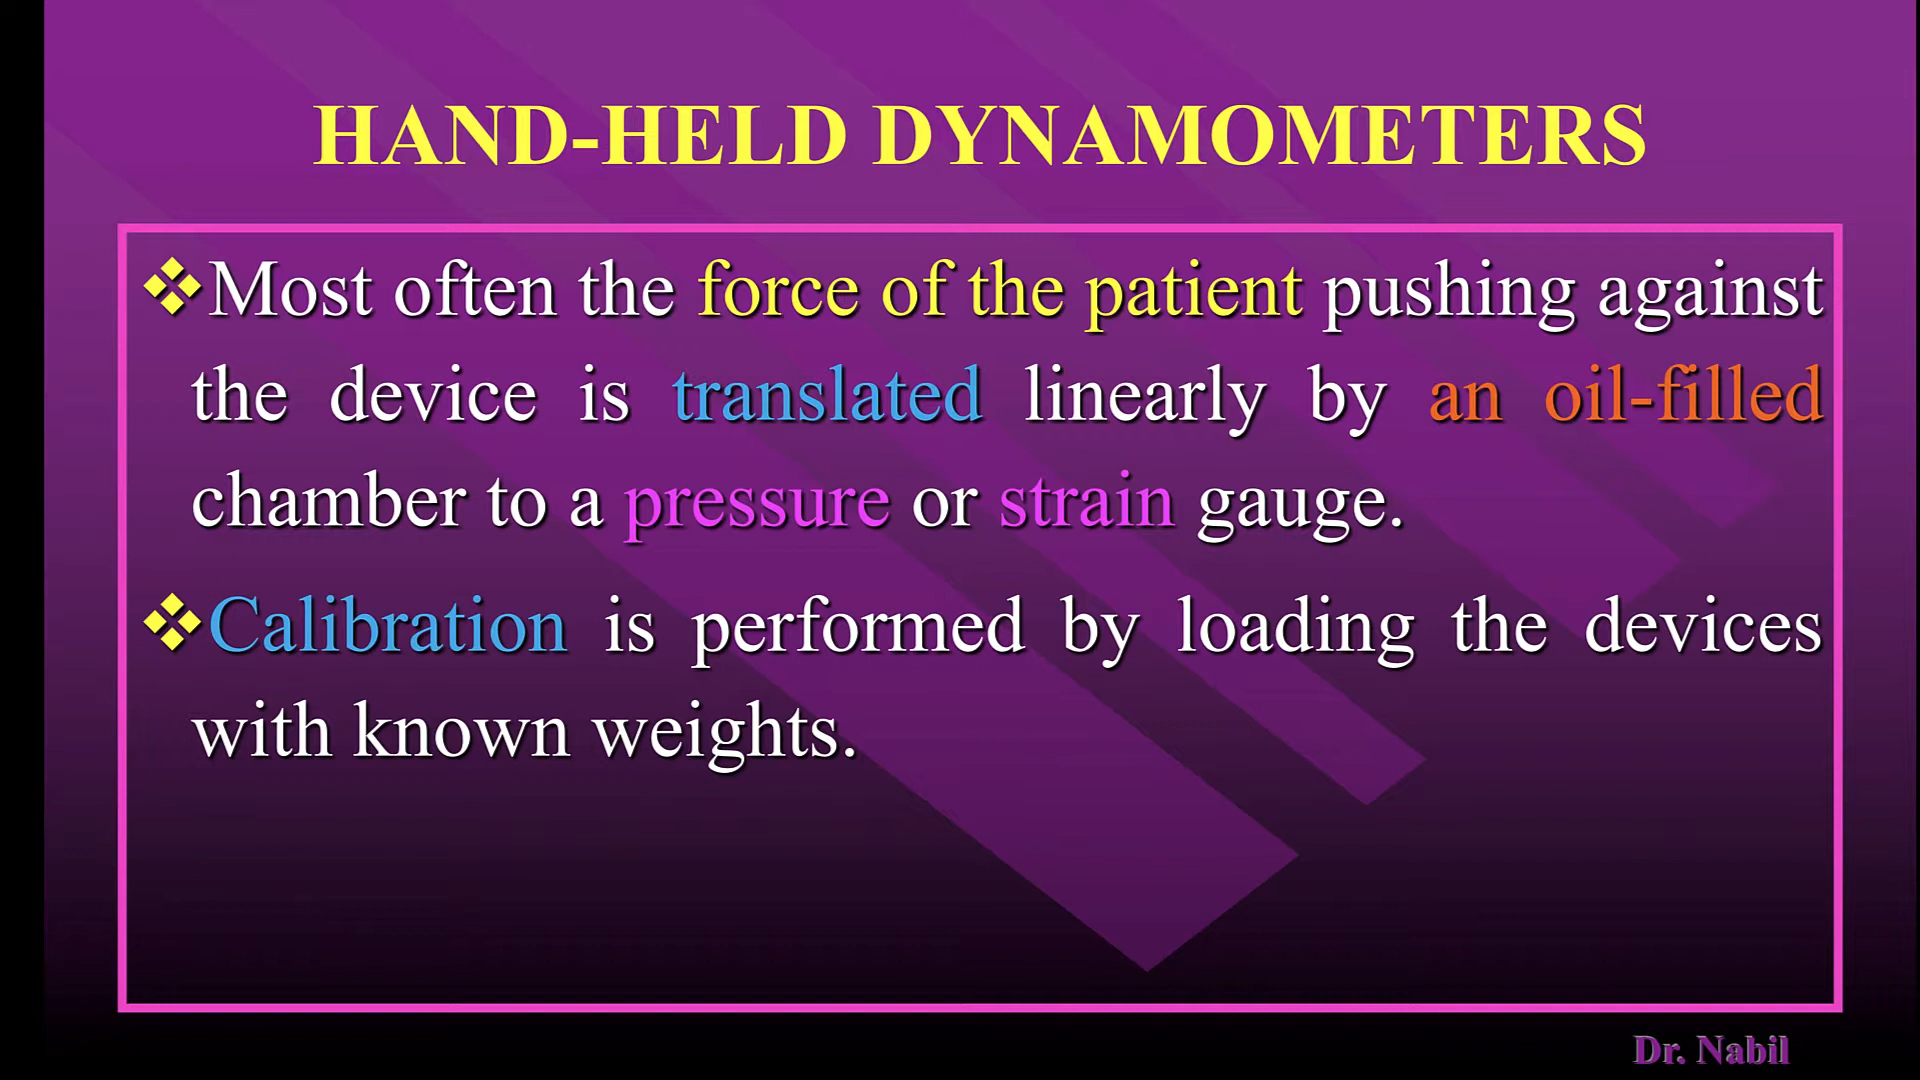 HAND-HELD DYNAMOMETERS
❖Most often the force of the patient pushing against
the device is translated linearly by an oil-filled
chamber to a pressure or strain gauge.
❖Calibration is performed by loading the devices
with known weights.
Dr. Nabil